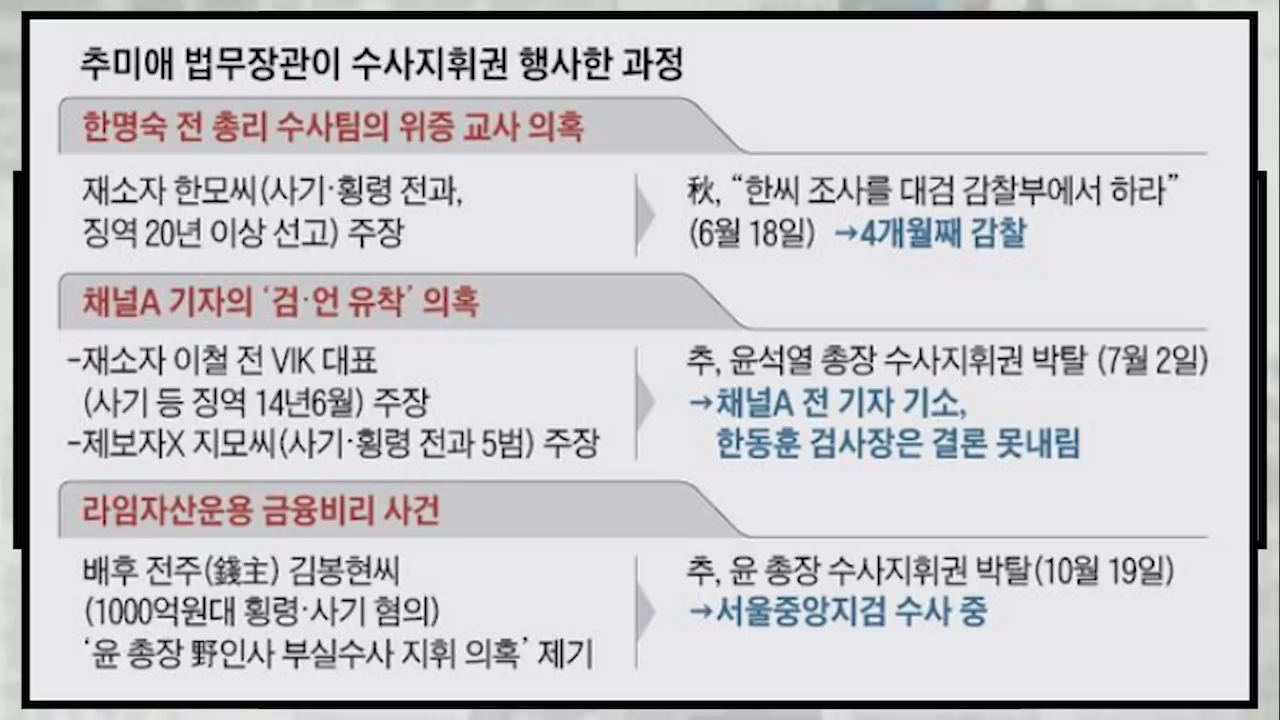 추미애 법무장관이 수사지휘권 행사한 과정
한명숙 전 총리 수사팀의 위증 교사 의혹
재소자 한모씨(사기·횡령 전과,
징역 20년 이상 선고) 주장
秋, “한씨 조사를 대검 감찰부에서 하라”
(6월 18일) →4개월째 감찰
채널A 기자의 ‘검·언 유착’ 의혹
-재소자 이철 전 VIK 대표
(사기 등 징역 14년6월) 주장
-제보자X 지모씨(사기·횡령 전과 5범) 주장
추, 윤석열 총장 수사지휘권 박탈 (7월 2일)
→채널A 전 기자 기소,
한동훈 검사장은 결론 못내림
라임자산운용 금융비리 사건
배후 전주(錢主) 김봉현씨
(1000억원대 횡령·사기 혐의)
‘윤 총장 野인사 부실수사 지휘 의혹’ 제기
추, 윤 총장 수사지휘권 박탈(10월 19일)
→서울중앙지검 수사 중